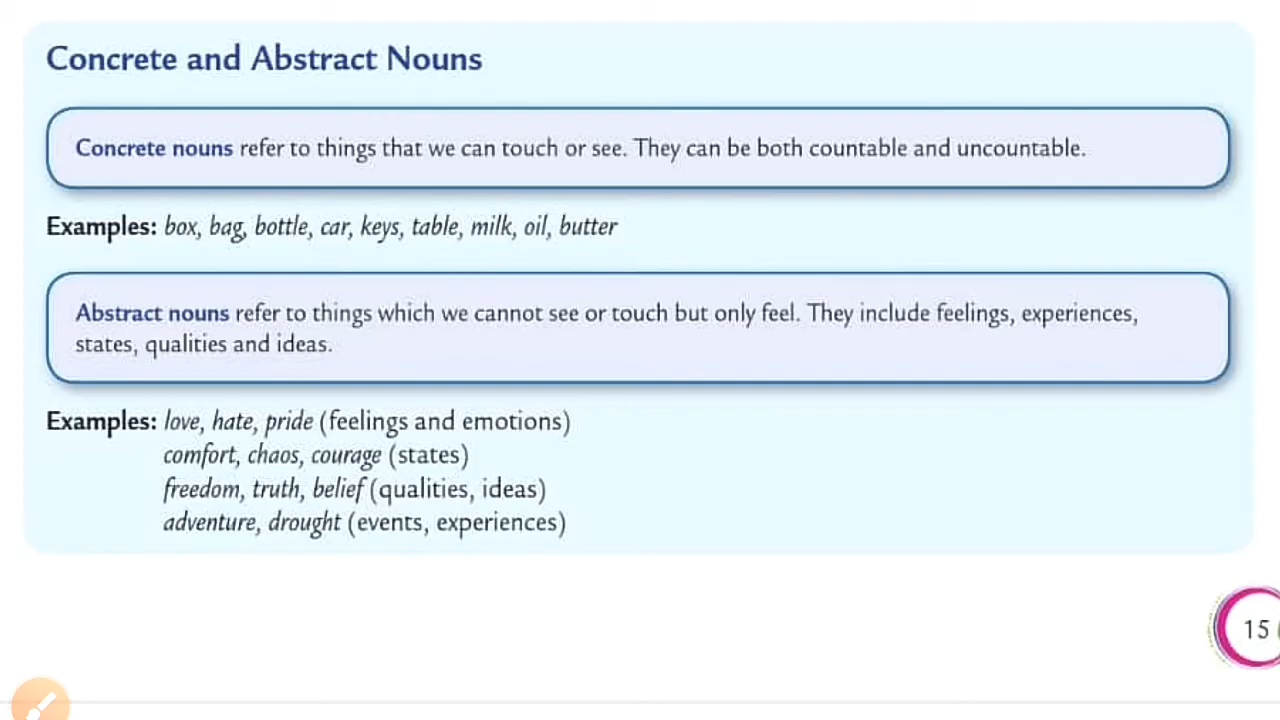 Concrete and Abstract Nouns
Concrete nouns refer to things that we can touch or see. They can be both countable and uncountable.
Examples: box, bag, bottle, car, keys, table, milk, oil, butter
Abstract nouns refer to things which we cannot see or touch but only feel. They include feelings, experiences,
states, qualities and ideas.
Examples: love, hate, pride (feelings and emotions)
comfort, chaos, courage (states)
freedom, truth, belief (qualities, ideas)
adventure, drought (events, experiences)
15